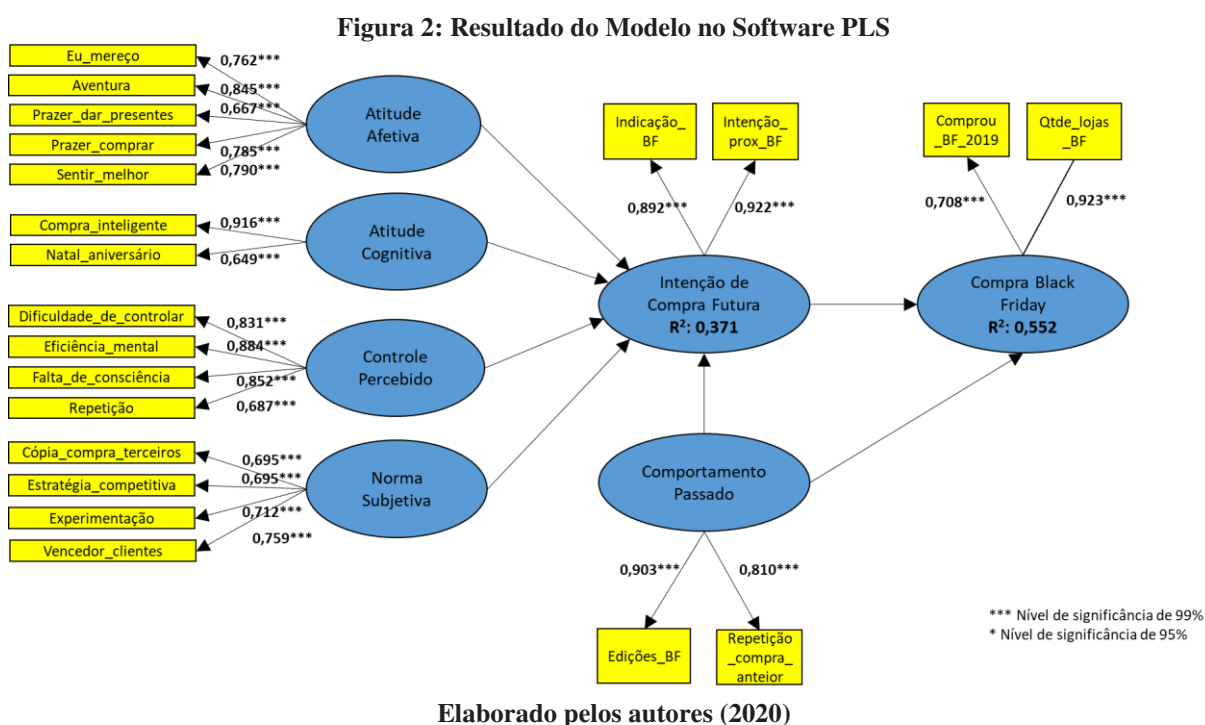 Figura 2: Resultado do Modelo no Software PLS
Eu_mereço
Aventura
Prazer_dar_presentes
Prazer_comprar
Sentir_melhor
0,762***
0,845***
0,667***
0,785***
0,790***
Atitude
Afetiva
Compra_inteligente
Natal_aniversário
0,916***
0,649***
Atitude
Cognitiva
Dificuldade_de_controlar
Eficiência_mental
Falta_de_consciência
Repetição
0,831***
0,884***
0,852***
0,687***
Controle
Percebido
Cópia_compra_terceiros
Estratégia_competitiva
Experimentação
Vencedor_clientes
0,695***
0,695***
0,712***
0,759***
Norma
Subjetiva
Indicação_
BF
Intenção_
prox_BF
0,892***
0,922***
Intenção de
Compra Futura
R²: 0,371
Comprou
_BF_2019
Qtde_lojas
_BF
0,708***
0,923***
Compra Black
Friday
R²: 0,552
Comportamento
Passado
0,903***
0,810***
Edições_BF
Repetição
_compra_
anteior
*** Nível de significância de 99%
* Nível de significância de 95%
Elaborado pelos autores (2020)